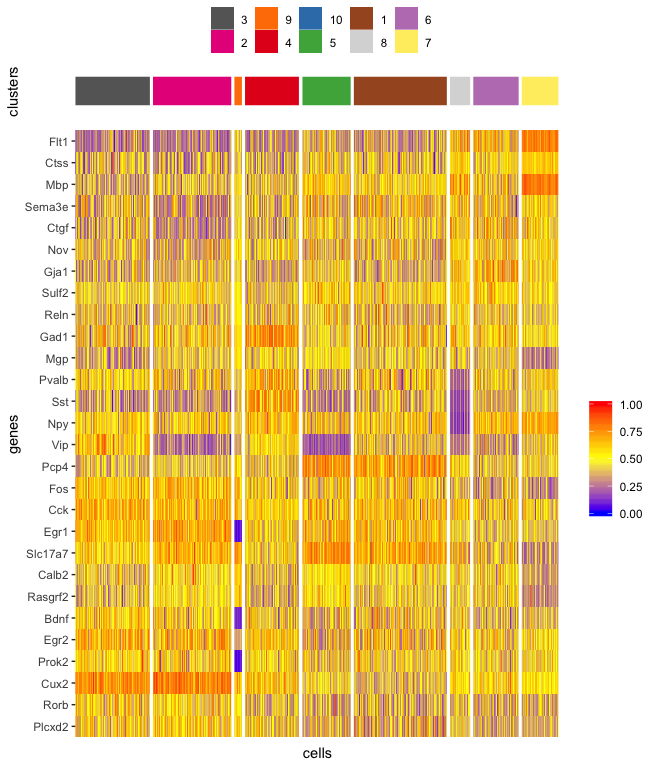 3 9 10 1 6
2 4 5 8 7
clusters
Flt1
Ctss
Mbp
Sema3e
Ctgf
Nov
Gja1
Sulf2
Reln
Gad1
Mgp
Pvalb
Sst
Npy
Vip
Pcp4
Fos
Cck
Egr1
Slc17a7
Calb2
Rasgrf2
Bdnf
Egr2
Prok2
Cux2
Rorb
Plcxd2
genes
cells
1.00
0.75
0.50
0.25
0.00